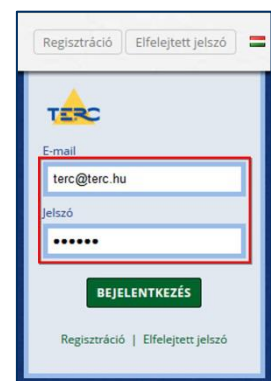 Regisztráció Elfelejtett jelszó
TERC
E-mail
terc@terc.hu
Jelszó
••••••
BEJELENTKEZÉS
Regisztráció | Elfelejtett jelszó